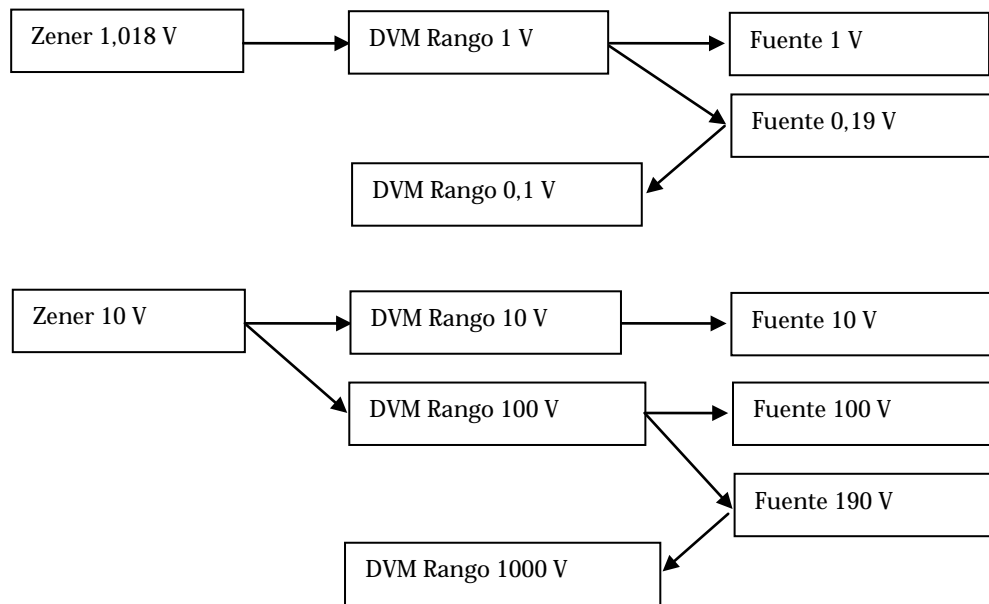 Zener 1,018 V
DVM Rango 1 V
Fuente 1 V
Fuente 0,19 V
DVM Rango 0,1 V
Zener 10 V
DVM Rango 10 V
Fuente 10 V
DVM Rango 100 V
Fuente 100 V
Fuente 190 V
DVM Rango 1000 V